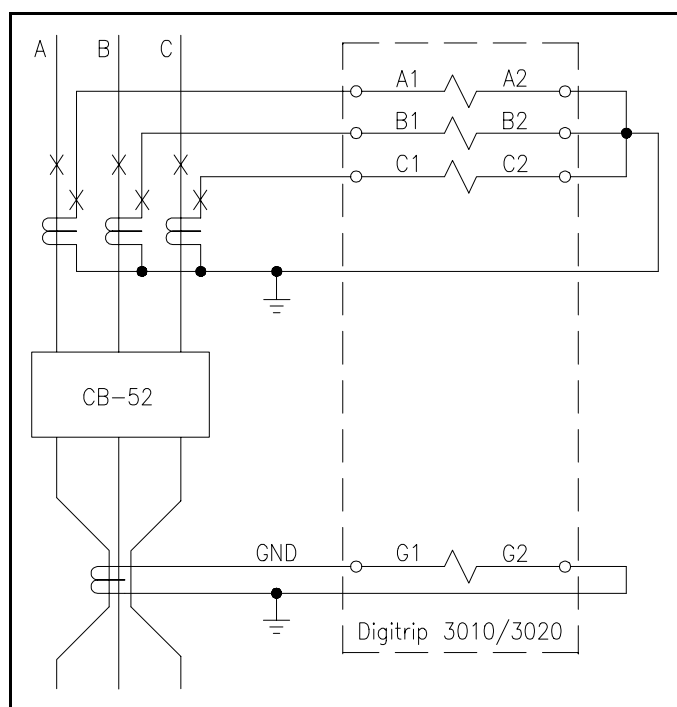 A B C
A1 A2
B1 B2
C1 C2
CB-52
GND G1 G2
Digitrip 3010/3020